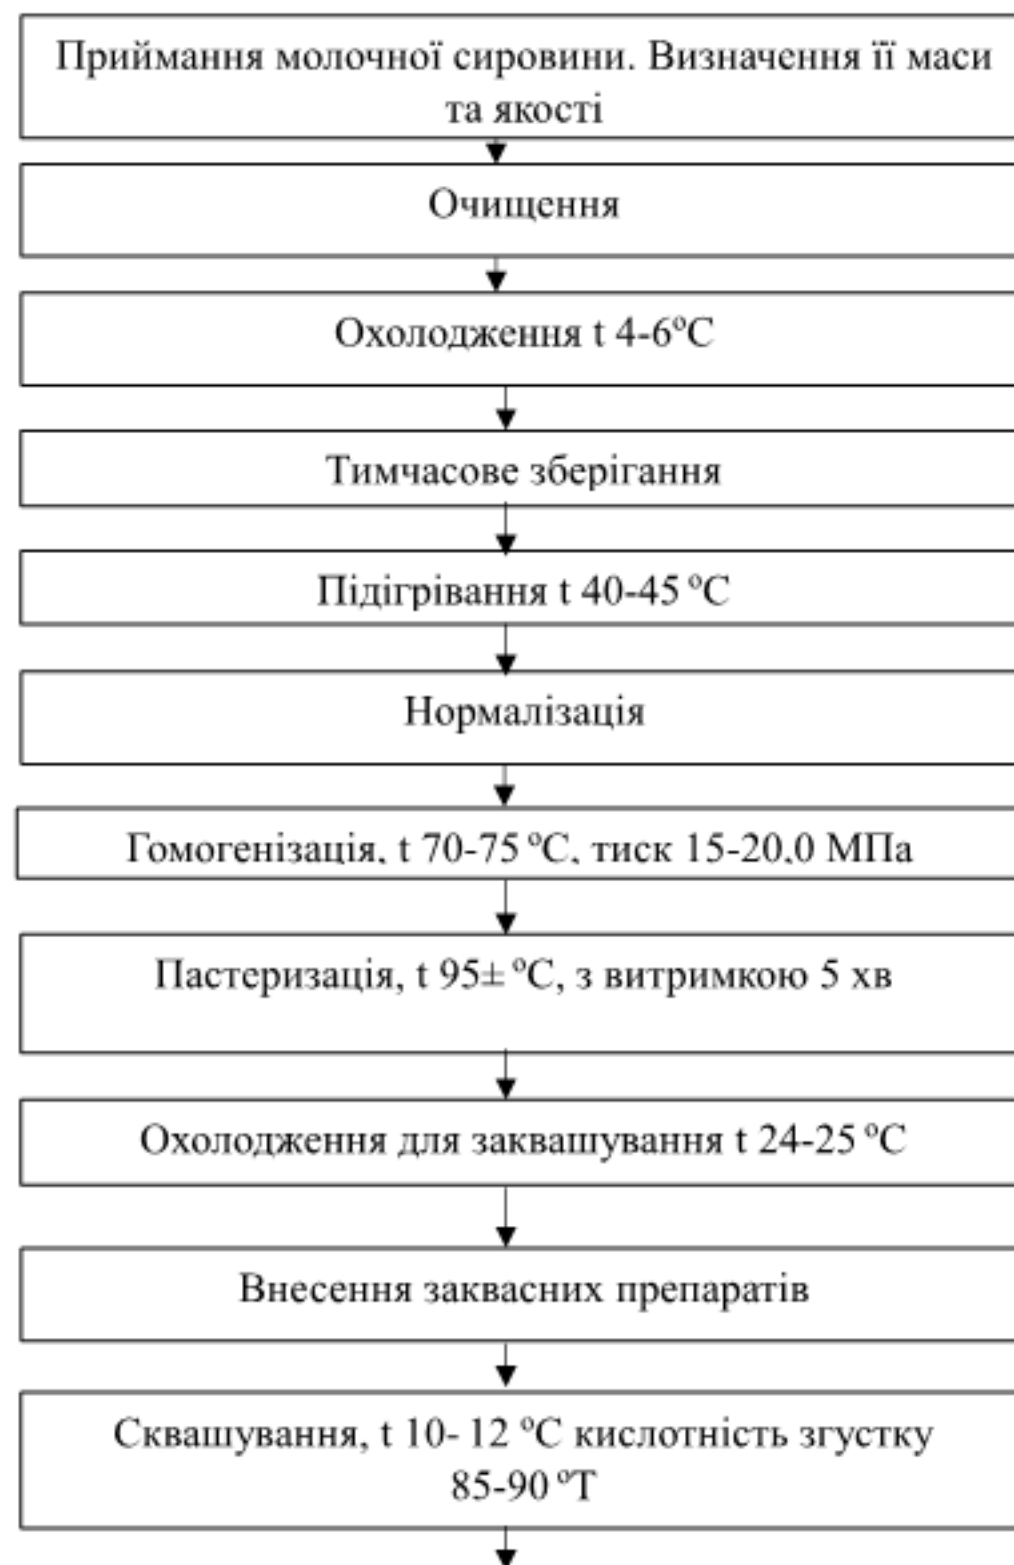 Приймання молочної сировини. Визначення її маси
та якості
Очищення
Охолодження t 4-6ºС
Тимчасове зберігання
Підігрівання t 40-45 ºС
Нормалізація
Гомогенізація, t 70-75 ºС, тиск 15-20,0 МПа
Пастеризація, t 95± ºС, з витримкою 5 хв
Охолодження для заквашування t 24-25 ºС
Внесення заквасних препаратів
Сквашування, t 10- 12 ºС кислотність згустку
85-90 ºТ